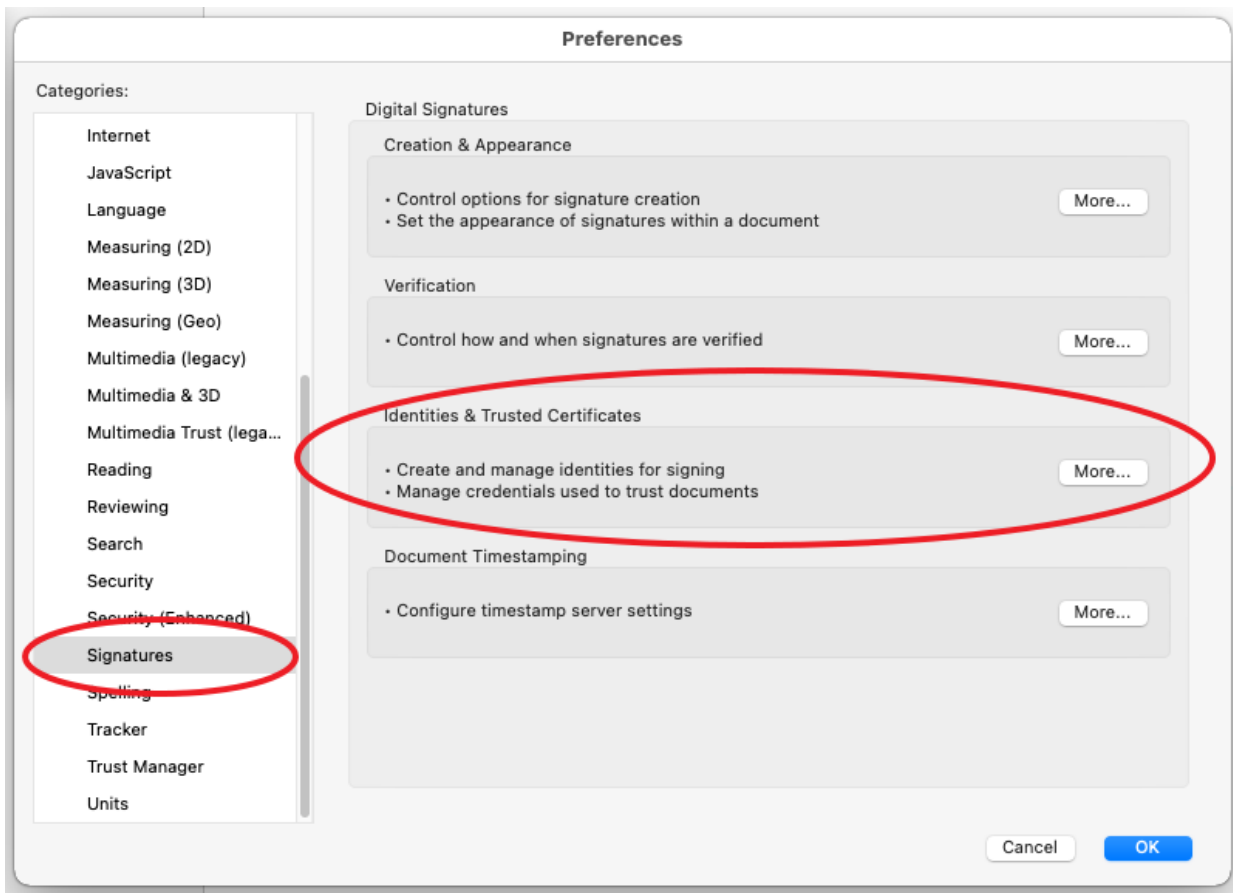 Preferences
Categories:
Internet
JavaScript
Language
Measuring (2D)
Measuring (3D)
Measuring (Geo)
Multimedia (legacy)
Multimedia & 3D
Multimedia Trust (lega...
Reading
Reviewing
Search
Security
Security (Enhanced)
Signatures
Spelling
Tracker
Trust Manager
Units
Digital Signatures
Creation & Appearance
• Control options for signature creation
• Set the appearance of signatures within a document
More...
Verification
• Control how and when signatures are verified
More...
Identities & Trusted Certificates
• Create and manage identities for signing
• Manage credentials used to trust documents
More...
Document Timestamping
• Configure timestamp server settings
More...
Cancel
OK